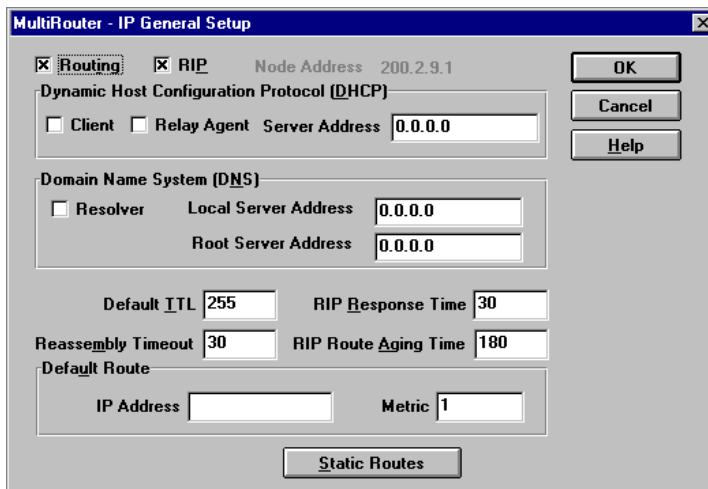 MultiRouter - IP General Setup
Routing RIP Node Address 200.2.9.1
OK
Dynamic Host Configuration Protocol (DHCP)
Cancel
Client Relay Agent Server Address 0.0.0.0
Help
Domain Name System (DNS)
Resolver Local Server Address 0.0.0.0
Root Server Address 0.0.0.0
Default TTL 255 RIP Response Time 30
Reassembly Timeout 30 RIP Route Aging Time 180
Default Route
IP Address Metric 1
Static Routes